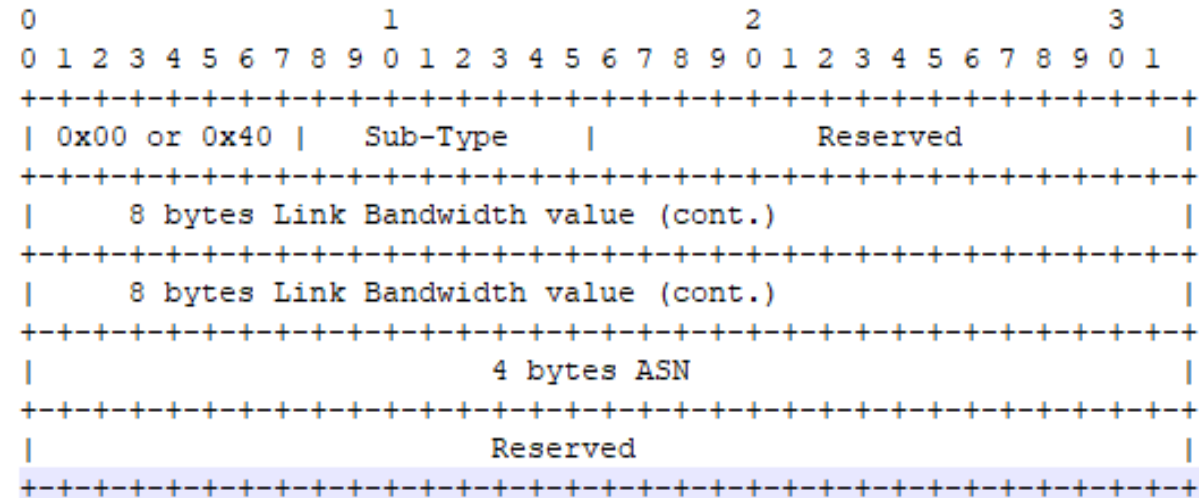 0                   1                   2                   3
0 1 2 3 4 5 6 7 8 9 0 1 2 3 4 5 6 7 8 9 0 1 2 3 4 5 6 7 8 9 0 1
+-+-+-+-+-+-+-+-+-+-+-+-+-+-+-+-+-+-+-+-+-+-+-+-+-+-+-+-+-+-+-+-+
| 0x00 or 0x40 |   Sub-Type    |            Reserved            |
+-+-+-+-+-+-+-+-+-+-+-+-+-+-+-+-+-+-+-+-+-+-+-+-+-+-+-+-+-+-+-+-+
|     8 bytes Link Bandwidth value (cont.)                       |
+-+-+-+-+-+-+-+-+-+-+-+-+-+-+-+-+-+-+-+-+-+-+-+-+-+-+-+-+-+-+-+-+
|     8 bytes Link Bandwidth value (cont.)                       |
+-+-+-+-+-+-+-+-+-+-+-+-+-+-+-+-+-+-+-+-+-+-+-+-+-+-+-+-+-+-+-+-+
|                         4 bytes ASN                            |
+-+-+-+-+-+-+-+-+-+-+-+-+-+-+-+-+-+-+-+-+-+-+-+-+-+-+-+-+-+-+-+-+
|                         Reserved                               |
+-+-+-+-+-+-+-+-+-+-+-+-+-+-+-+-+-+-+-+-+-+-+-+-+-+-+-+-+-+-+-+-+